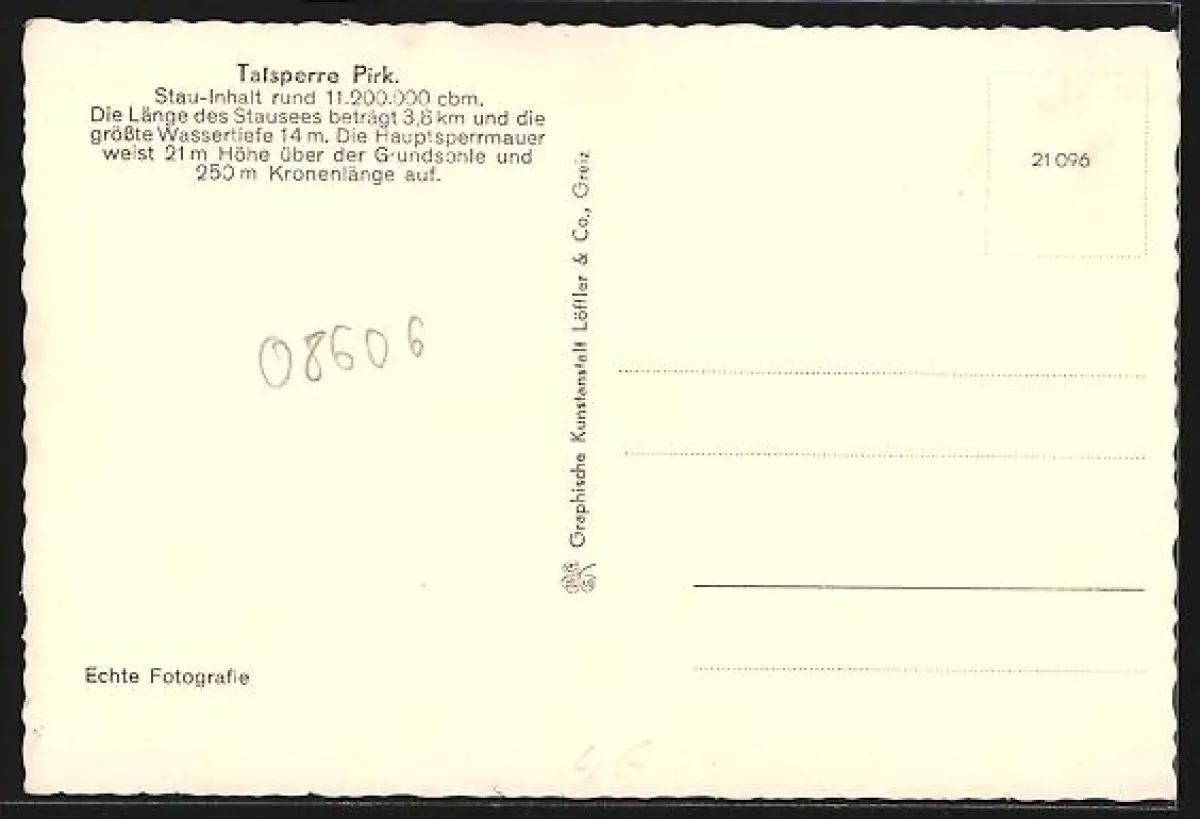 Talsperre Pirk.
Stau-Inhalt rund 11.200.000 cbm.
Die Länge des Stausees beträgt 3,8 km und die
größte Wassertiefe 14 m. Die Hauptsperrmauer
weist 21 m Höhe über der Grundsohle und
250 m Kronenlänge auf.
21 096
Graphische Kunstanstalt Löffler & Co., Greiz
08606
Echte Fotografie